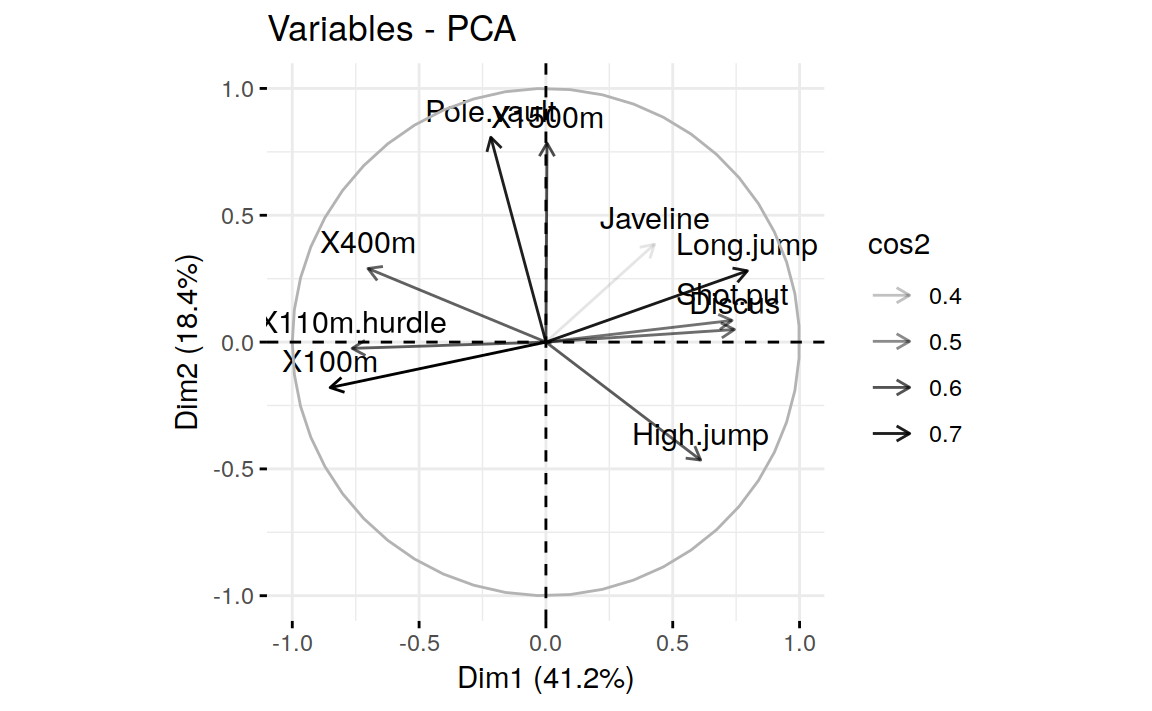 Variables - PCA
1.0
Pole.vault
X1500m
0.5
Javeline
X400m
Long.jump
cos2
Shot.put
Discus
0.4
X110m.hurdle
0.0
0.5
X100m
0.6
High.jump
0.7
-0.5
-1.0
Dim2 (18.4%)
-1.0 -0.5 0.0 0.5 1.0
Dim1 (41.2%)